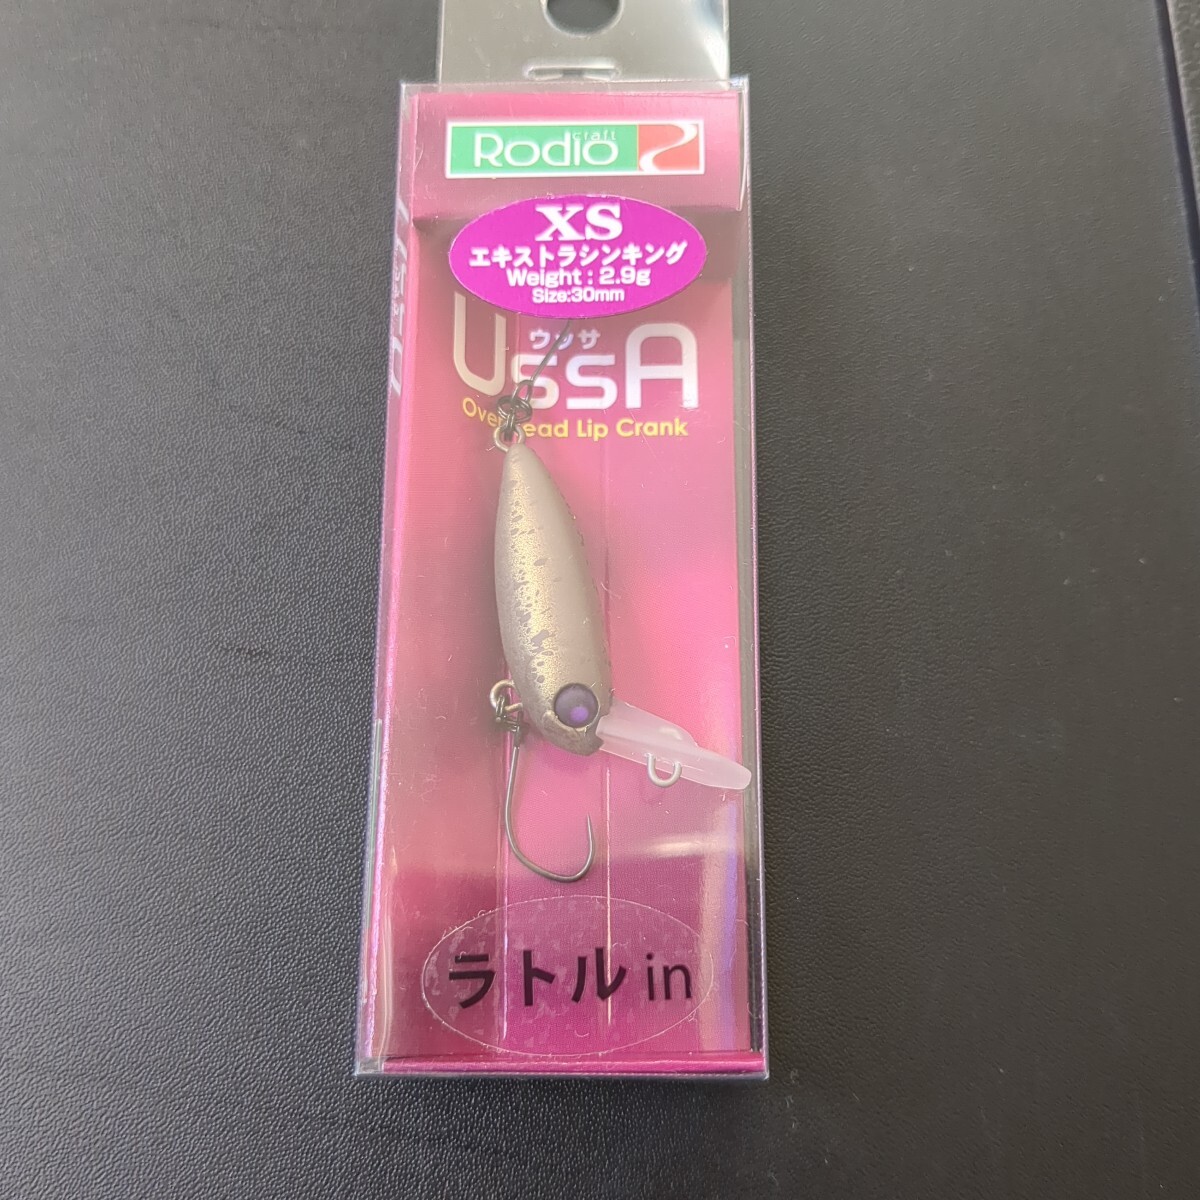 Rodio craft
XS
エキストラシンキング
Weight : 2.9g
Size:30mm
ウッサ
UssA
Lip Crank
ラトル in